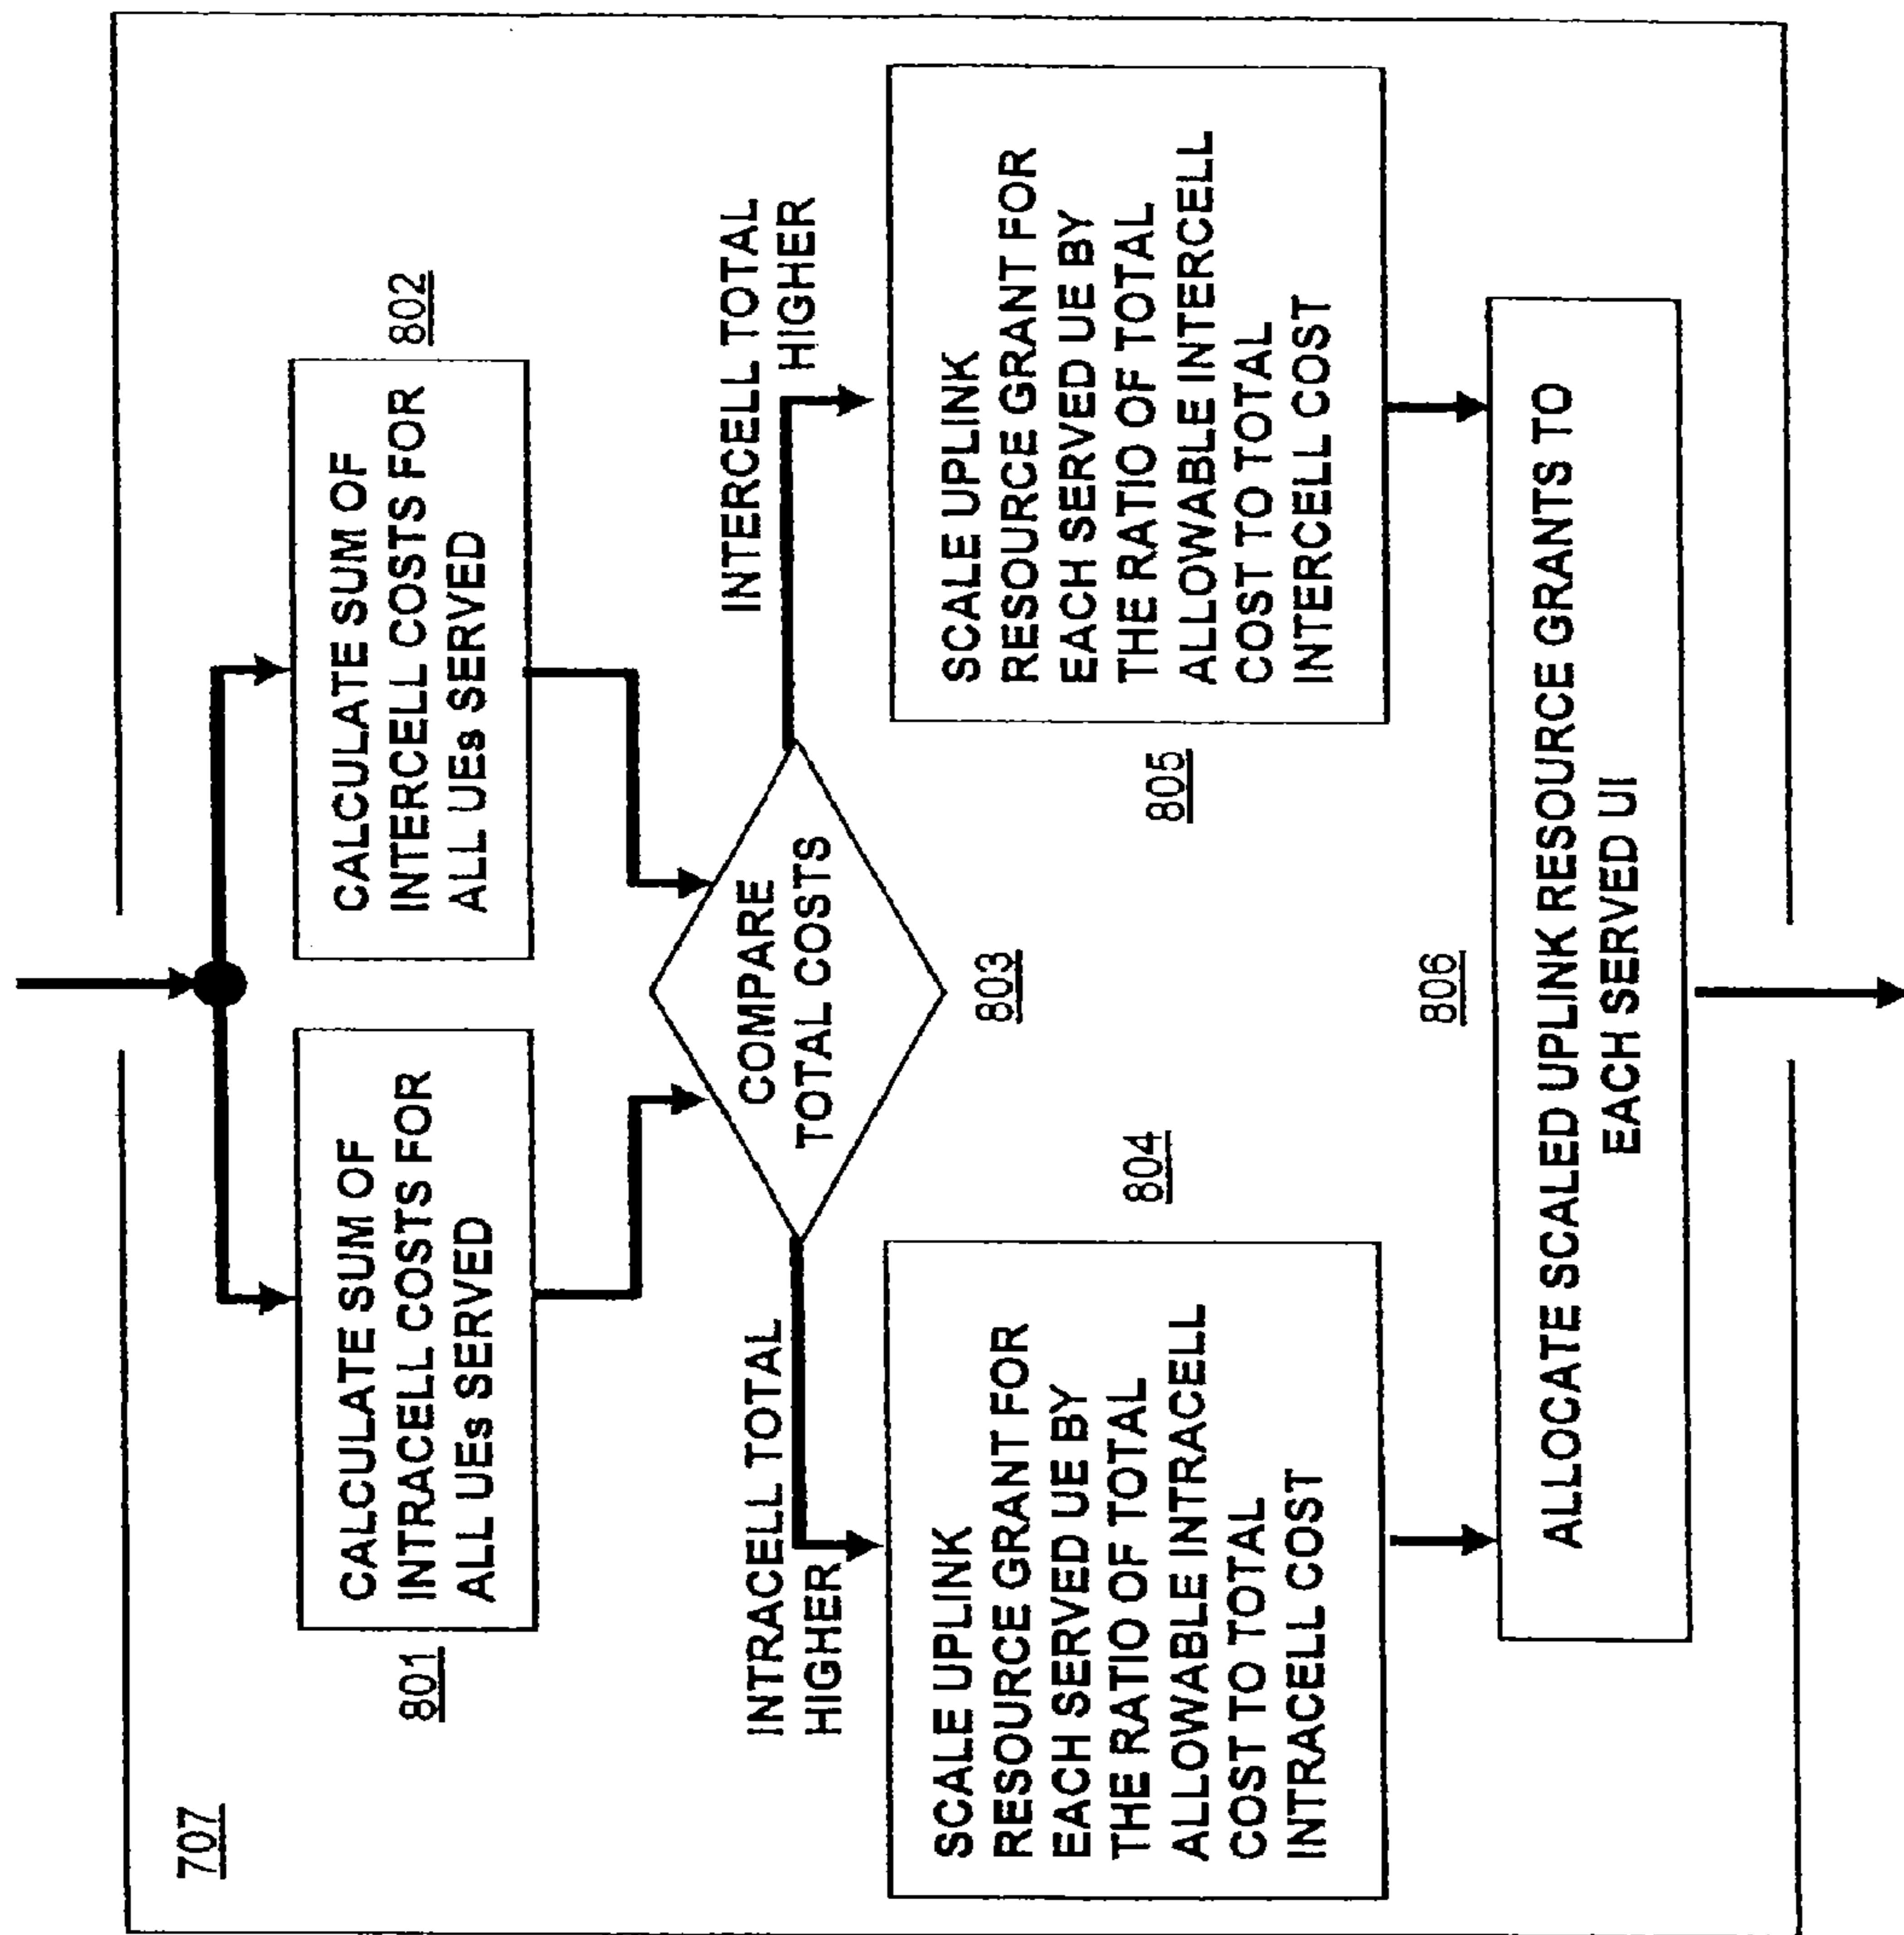 707
801
CALCULATE SUM OF
INTRACELL COSTS FOR
ALL UEs SERVED
CALCULATE SUM OF
INTERCELL COSTS FOR
ALL UEs SERVED
802
COMPARE
TOTAL COSTS
803
INTRACELL TOTAL
HIGHER
INTERCELL TOTAL
HIGHER
SCALE UPLINK
RESOURCE GRANT FOR
EACH SERVED UE BY
THE RATIO OF TOTAL
ALLOWABLE INTRACELL
COST TO TOTAL
INTRACELL COST
804
805
SCALE UPLINK
RESOURCE GRANT FOR
EACH SERVED UE BY
THE RATIO OF TOTAL
ALLOWABLE INTERCELL
COST TO TOTAL
INTERCELL COST
806
ALLOCATE SCALED UPLINK RESOURCE GRANTS TO
EACH SERVED UI